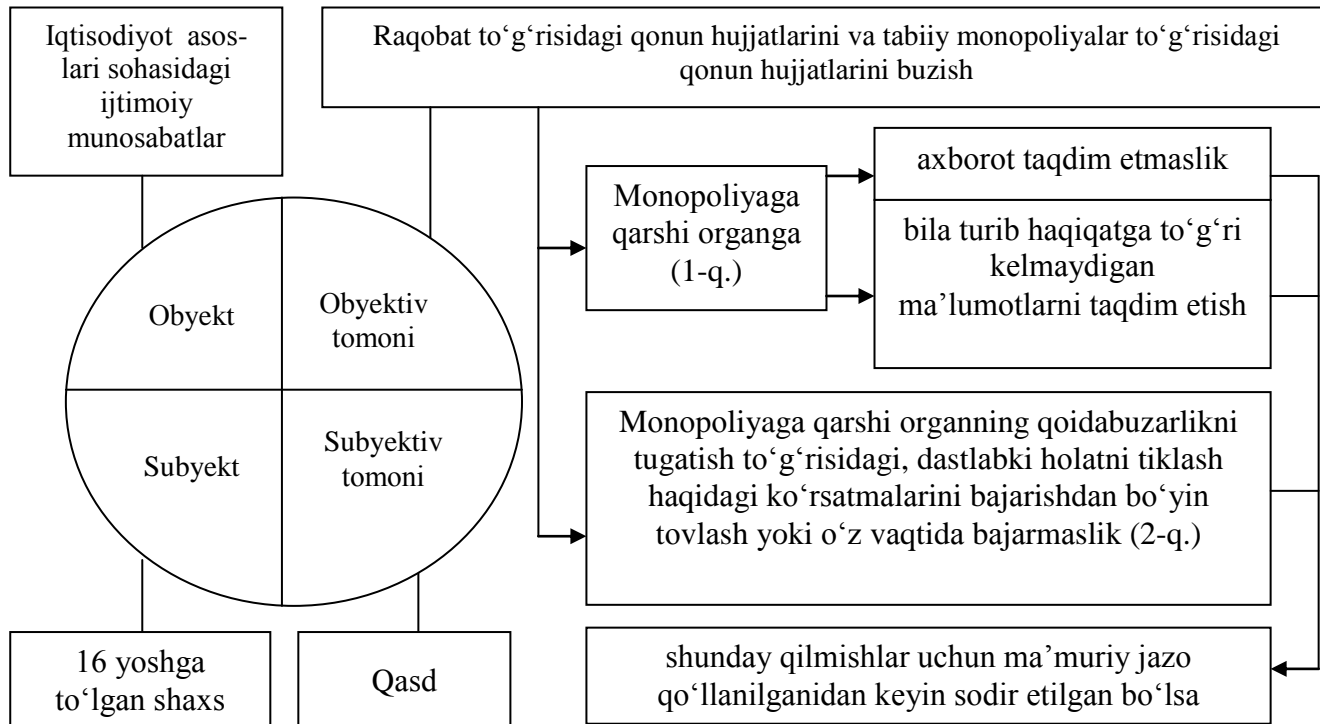 Iqtisodiyot asos-
lari sohasidagi
ijtimoiy
munosabatlar
Raqobat to‘g‘risidagi qonun hujjatlarini va tabiiy monopoliyalar to‘g‘risidagi
qonun hujjatlarini buzish
Monopoliyaga
qarshi organga
(1-q.)
axborot taqdim etmaslik
bila turib haqiqatga to‘g‘ri
kelmaydigan
ma’lumotlarni taqdim etish
Obyekt
Obyektiv
tomoni
Subyekt
Subyektiv
tomoni
Monopoliyaga qarshi organning qoidabuzarlikni
tugatish to‘g‘risidagi, dastlabki holatni tiklash
haqidagi ko‘rsatmalarini bajarishdan bo‘yin
tovlash yoki o‘z vaqtida bajarmaslik (2-q.)
16 yoshga
to‘lgan shaxs
Qasd
shunday qilmishlar uchun ma’muriy jazo
qo‘llanilganidan keyin sodir etilgan bo‘lsa